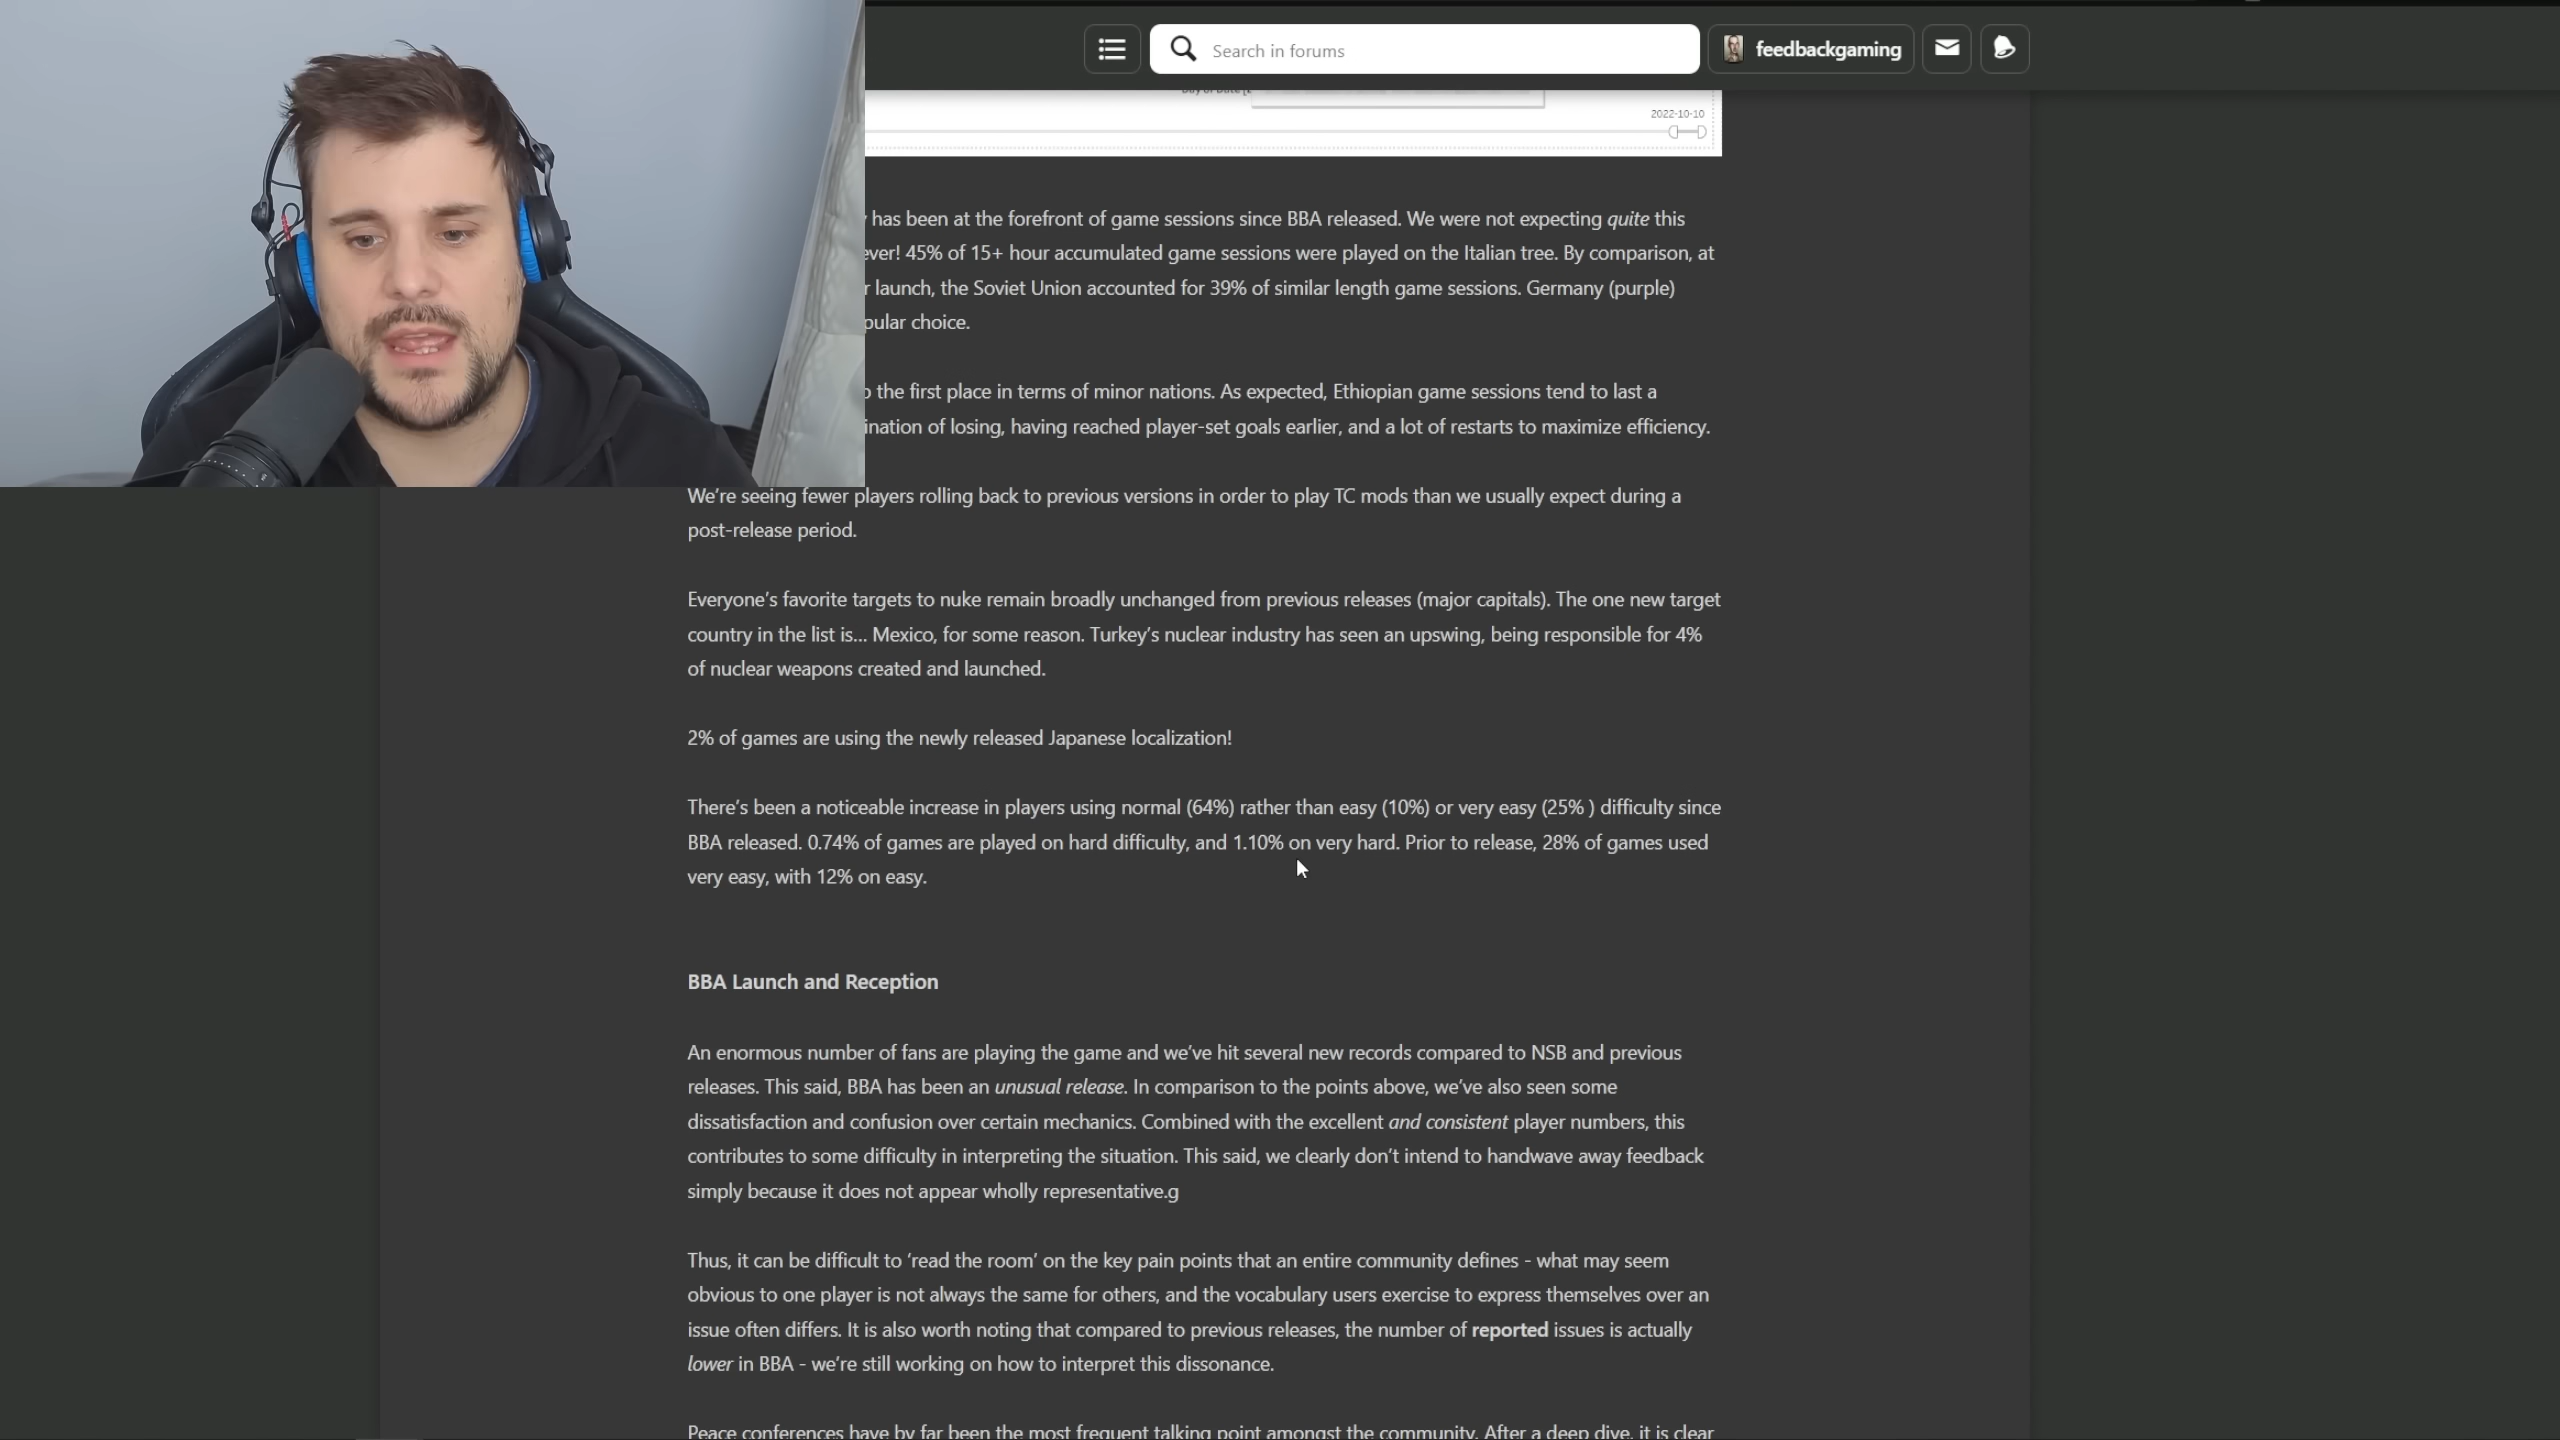 Search in forums
feedbackgaming
2022-10-10
has been at the forefront of game sessions since BBA released. We were not expecting quite this
ever! 45% of 15+ hour accumulated game sessions were played on the Italian tree. By comparison, at
launch, the Soviet Union accounted for 39% of similar length game sessions. Germany (purple)
pular choice.
the first place in terms of minor nations. As expected, Ethiopian game sessions tend to last a
ination of losing, having reached player-set goals earlier, and a lot of restarts to maximize efficiency.
We’re seeing fewer players rolling back to previous versions in order to play TC mods than we usually expect during a
post-release period.
Everyone’s favorite targets to nuke remain broadly unchanged from previous releases (major capitals). The one new target
country in the list is... Mexico, for some reason. Turkey’s nuclear industry has seen an upswing, being responsible for 4%
of nuclear weapons created and launched.
2% of games are using the newly released Japanese localization!
There’s been a noticeable increase in players using normal (64%) rather than easy (10%) or very easy (25% ) difficulty since
BBA released. 0.74% of games are played on hard difficulty, and 1.10% on very hard. Prior to release, 28% of games used
very easy, with 12% on easy.
BBA Launch and Reception
An enormous number of fans are playing the game and we’ve hit several new records compared to NSB and previous
releases. This said, BBA has been an unusual release. In comparison to the points above, we’ve also seen some
dissatisfaction and confusion over certain mechanics. Combined with the excellent and consistent player numbers, this
contributes to some difficulty in interpreting the situation. This said, we clearly don’t intend to handwave away feedback
simply because it does not appear wholly representative.g
Thus, it can be difficult to ‘read the room’ on the key pain points that an entire community defines - what may seem
obvious to one player is not always the same for others, and the vocabulary users exercise to express themselves over an
issue often differs. It is also worth noting that compared to previous releases, the number of reported issues is actually
lower in BBA - we’re still working on how to interpret this dissonance.
Peace conferences have by far been the most frequent talking point amongst the community. After a deep dive, it is clear